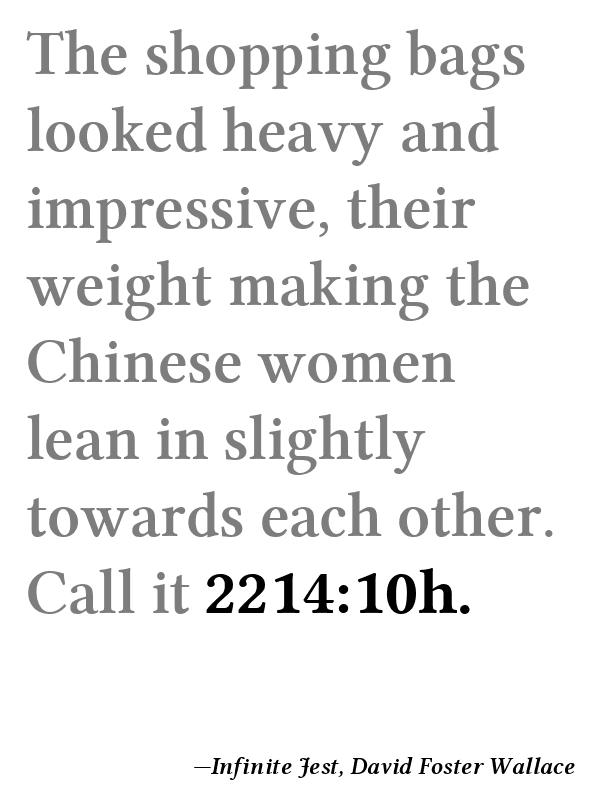 The shopping bags
looked heavy and
impressive, their
weight making the
Chinese women
lean in slightly
towards each other.
Call it 2214:10h.
—Infinite Jest, David Foster Wallace